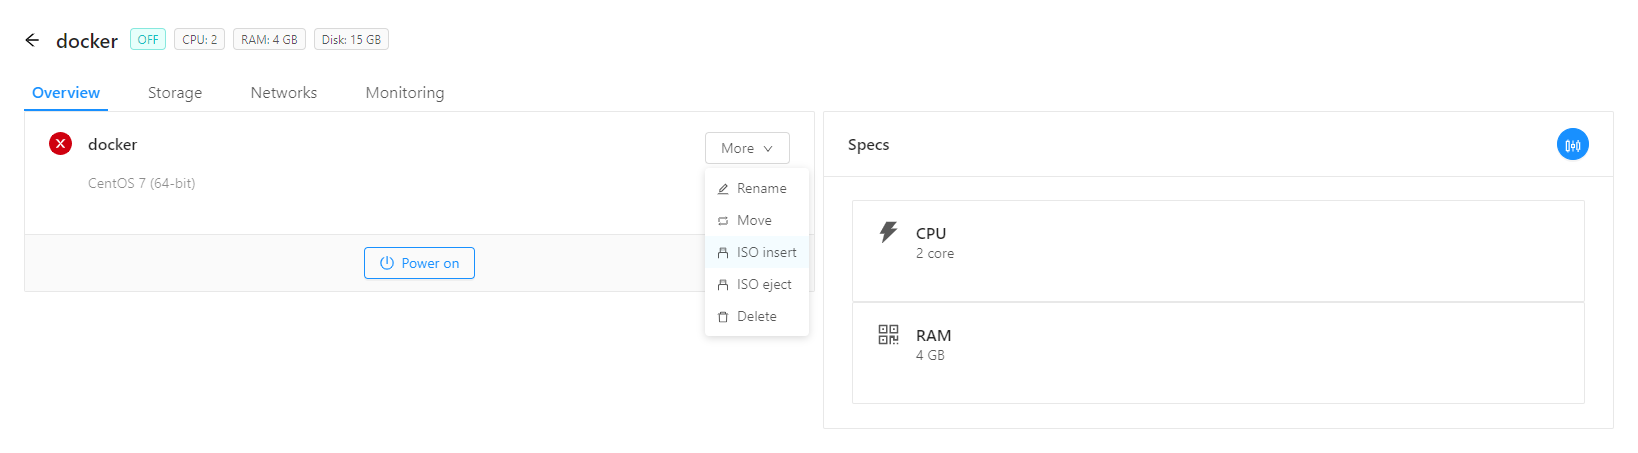 docker OFF CPU: 2 RAM: 4 GB Disk: 15 GB
Overview Storage Networks Monitoring
docker
More
CentOS 7 (64-bit)
Rename
Move
ISO insert
ISO eject
Delete
Power on
Specs
CPU
2 core
RAM
4 GB